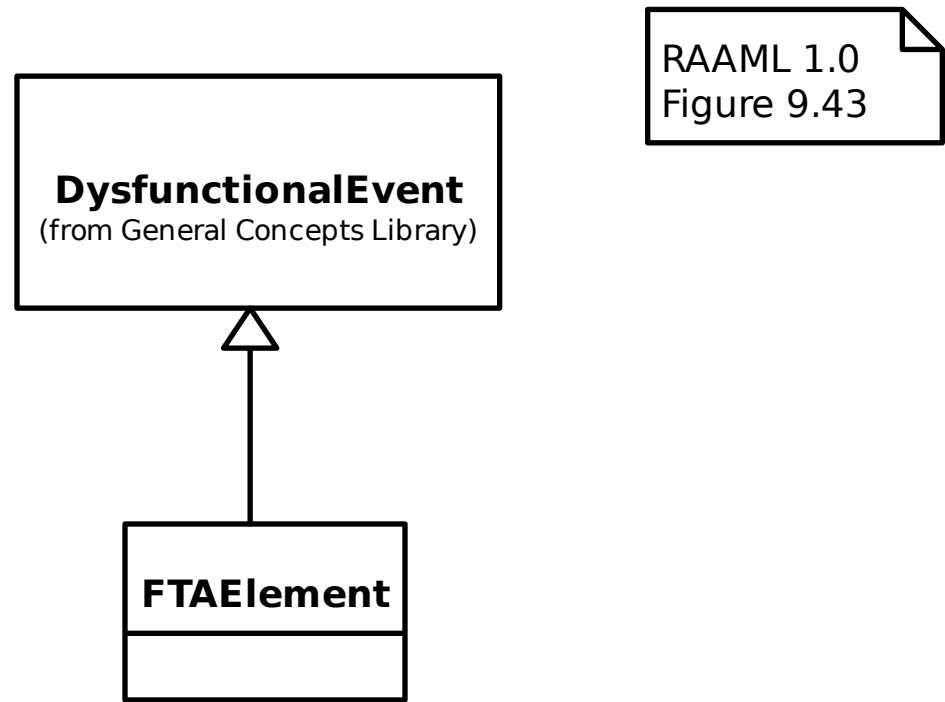 RAAML 1.0
Figure 9.43
DysfunctionalEvent
(from General Concepts Library)
FTAElement